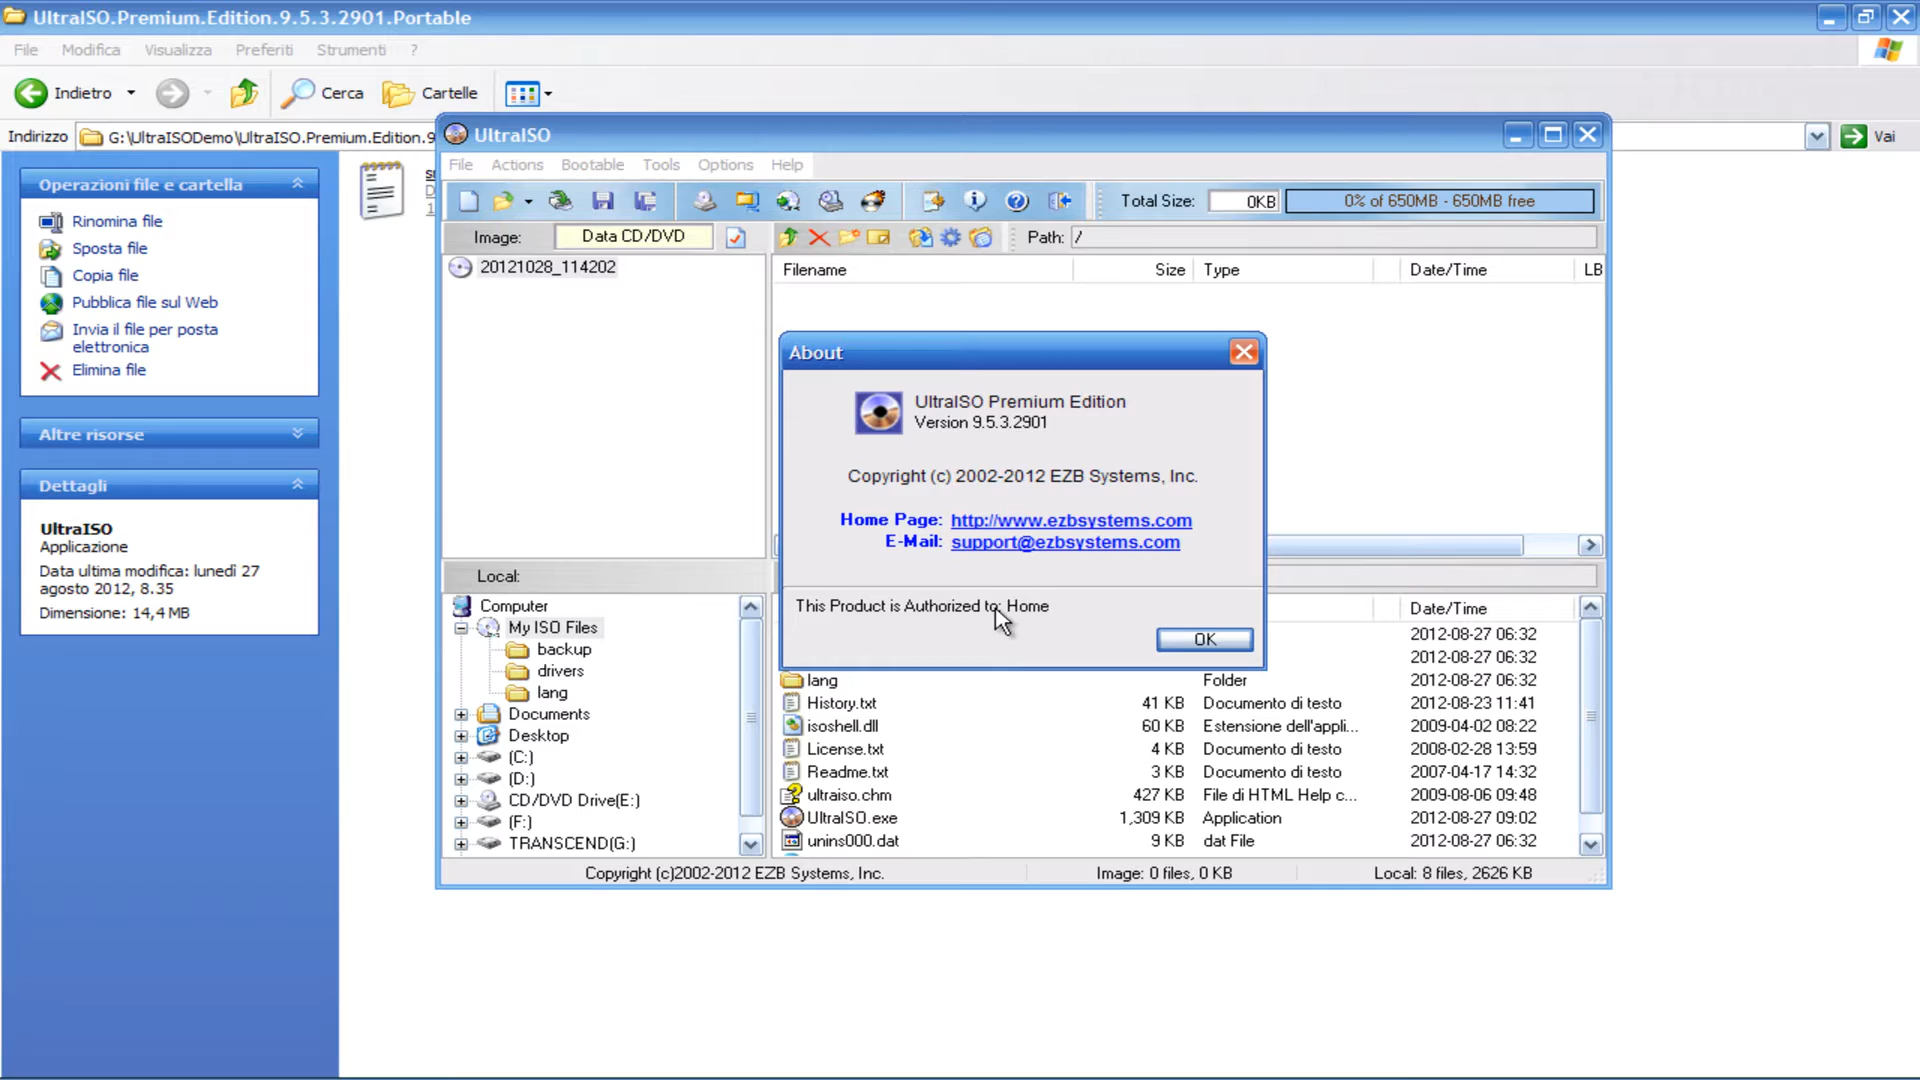 UltraISO.Premium.Edition.9.5.3.2901.Portable
File Modifica Visualizza Preferiti Strumenti ?
Indietro Cerca Cartelle
Indirizzo G:\UltraISODemo\UltraISO.Premium.Edition.9 Vai
Operazioni file e cartella
Rinomina file
Sposta file
Copia file
Pubblica file sul Web
Invia il file per posta
elettronica
Elimina file
Altre risorse
Dettagli
UltraISO
Applicazione
Data ultima modifica: lunedì 27
agosto 2012, 8.35
Dimensione: 14,4 MB
UltraISO
File Actions Bootable Tools Options Help
Total Size: 0KB 0% of 650MB - 650MB free
Image: Data CD/DVD Path: /
20121028_114202
Filename Size Type Date/Time LB
About
UltraISO Premium Edition
Version 9.5.3.2901
Copyright (c) 2002-2012 EZB Systems, Inc.
Home Page: http://www.ezbsystems.com
E-Mail: support@ezbsystems.com
This Product is Authorized to: Home
OK
Local:
Computer
My ISO Files
backup
drivers
lang
Documents
Desktop
(C:)
(D:)
CD/DVD Drive(E:)
(F:)
TRANSCEND(G:)
Date/Time
2012-08-27 06:32
2012-08-27 06:32
lang Folder 2012-08-27 06:32
History.txt 41 KB Documento di testo 2012-08-23 11:41
isoshell.dll 60 KB Estensione dell'appli... 2009-04-02 08:22
License.txt 4 KB Documento di testo 2008-02-28 13:59
Readme.txt 3 KB Documento di testo 2007-04-17 14:32
ultraiso.chm 427 KB File di HTML Help c... 2009-08-06 09:48
UltraISO.exe 1,309 KB Application 2012-08-27 09:02
unins000.dat 9 KB dat File 2012-08-27 06:32
Copyright (c)2002-2012 EZB Systems, Inc. Image: 0 files, 0 KB Local: 8 files, 2626 KB